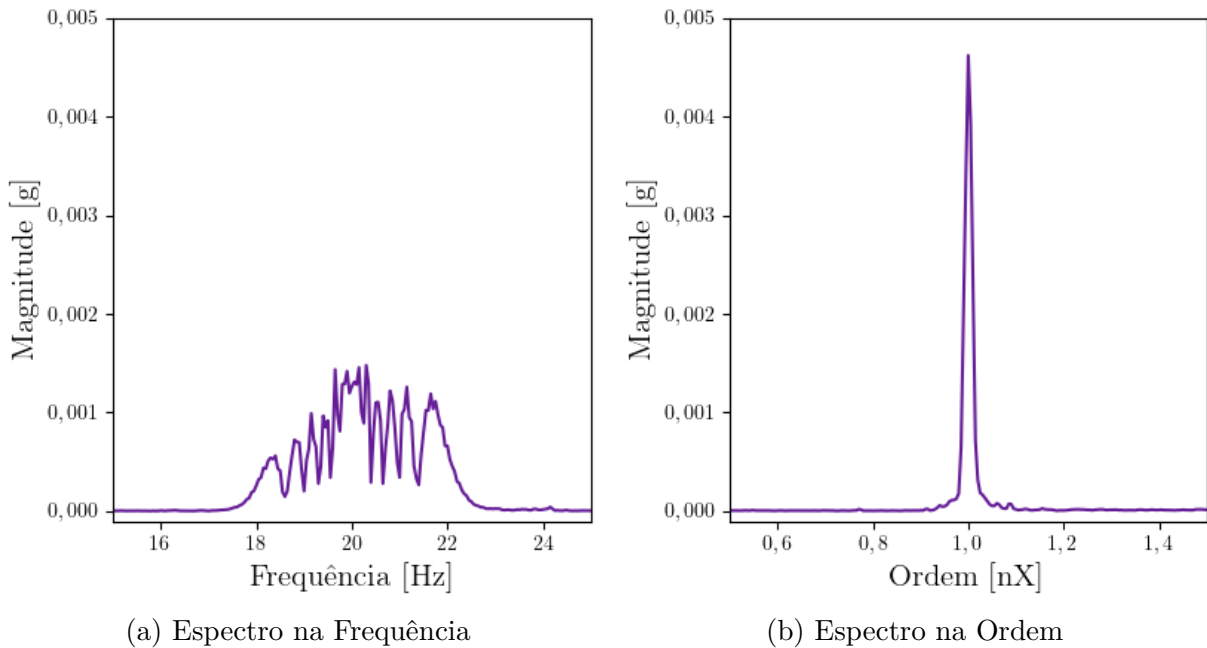 0,005
0,004
0,003
0,002
0,001
0,000
Magnitude [g]
16 18 20 22 24
Frequência [Hz]
(a) Espectro na Frequência
0,005
0,004
0,003
0,002
0,001
0,000
Magnitude [g]
0,6 0,8 1,0 1,2 1,4
Ordem [nX]
(b) Espectro na Ordem